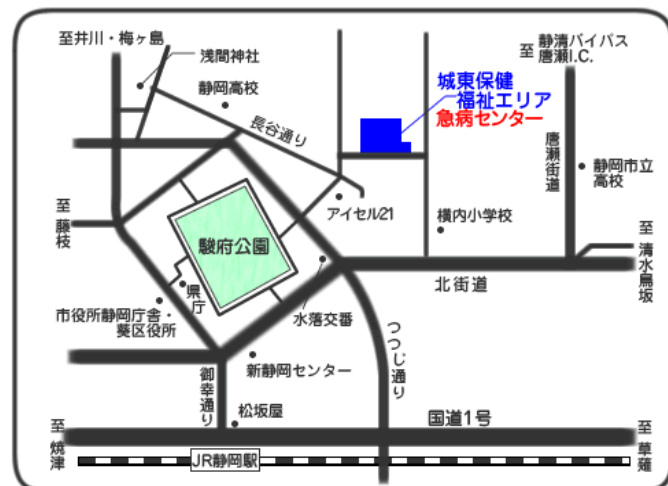 至井川・梅ヶ島
浅間神社
静岡高校
長谷通り
城東保健
福祉エリア
急病センター
至
静清バイパス
唐瀬I.C.
唐瀬街道
静岡市立
高校
至
藤枝
駿府公園
アイセル21
横内小学校
至
清水鳥坂
北街道
県庁
市役所静岡庁舎・
葵区役所
水落交番
つつじ通り
新静岡センター
御幸通り
松坂屋
国道1号
至
焼津
至
草薙
JR静岡駅